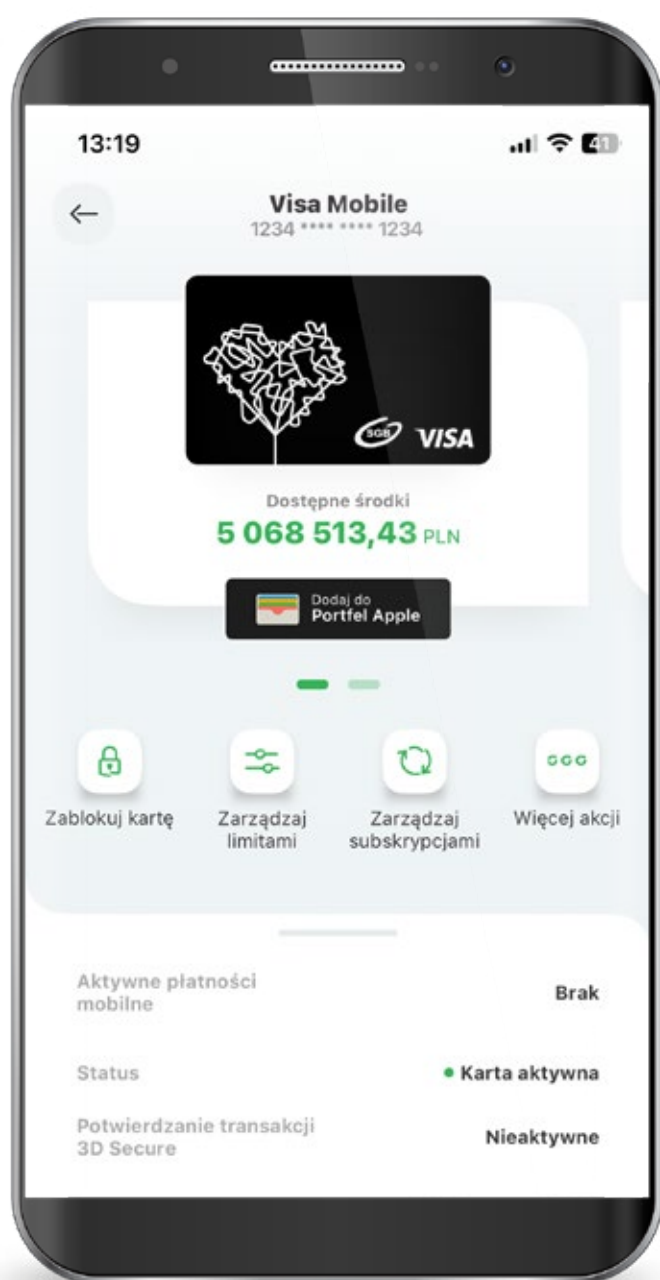 13:19
41
Visa Mobile
1234 **** **** 1234
SGB VISA
Dostępne środki
5 068 513,43 PLN
Dodaj do
Portfel Apple
Zablokuj kartę
Zarządzaj
limitami
Zarządzaj
subskrypcjami
Więcej akcji
Aktywne płatności
mobilne
Brak
Status
Karta aktywna
Potwierdzanie transakcji
3D Secure
Nieaktywne